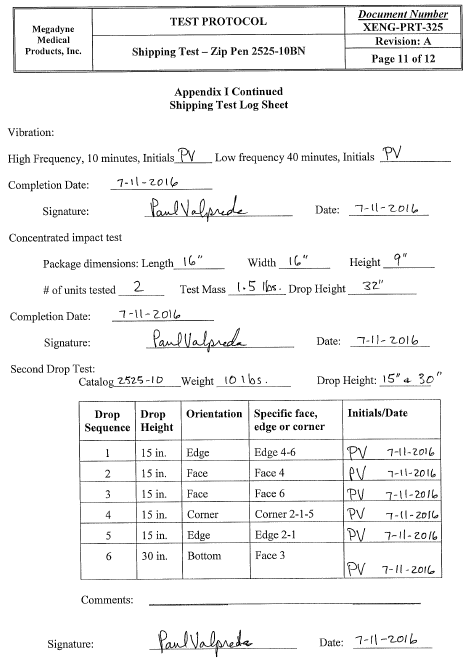 Megadyne
Medical
Products, Inc.
TEST PROTOCOL
Shipping Test – Zip Pen 2525-10BN
Document Number
XENG-PRT-325
Revision: A
Page 11 of 12
Appendix I Continued
Shipping Test Log Sheet
Vibration:
High Frequency, 10 minutes, Initials PV Low frequency 40 minutes, Initials PV
Completion Date: 7-11-2016
Signature: Paul Valpreda Date: 7-11-2016
Concentrated impact test
Package dimensions: Length 16" Width 16" Height 9"
# of units tested 2 Test Mass 1.5 lbs. Drop Height 32"
Completion Date: 7-11-2016
Signature: Paul Valpreda Date: 7-11-2016
Second Drop Test:
Catalog 2525-10 Weight 10 lbs. Drop Height: 15" & 30"
Drop Sequence Drop Height Orientation Specific face, edge or corner Initials/Date
1 15 in. Edge Edge 4-6 PV 7-11-2016
2 15 in. Face Face 4 PV 7-11-2016
3 15 in. Face Face 6 PV 7-11-2016
4 15 in. Corner Corner 2-1-5 PV 7-11-2016
5 15 in. Edge Edge 2-1 PV 7-11-2016
6 30 in. Bottom Face 3 PV 7-11-2016
Comments:
Signature: Paul Valpreda Date: 7-11-2016